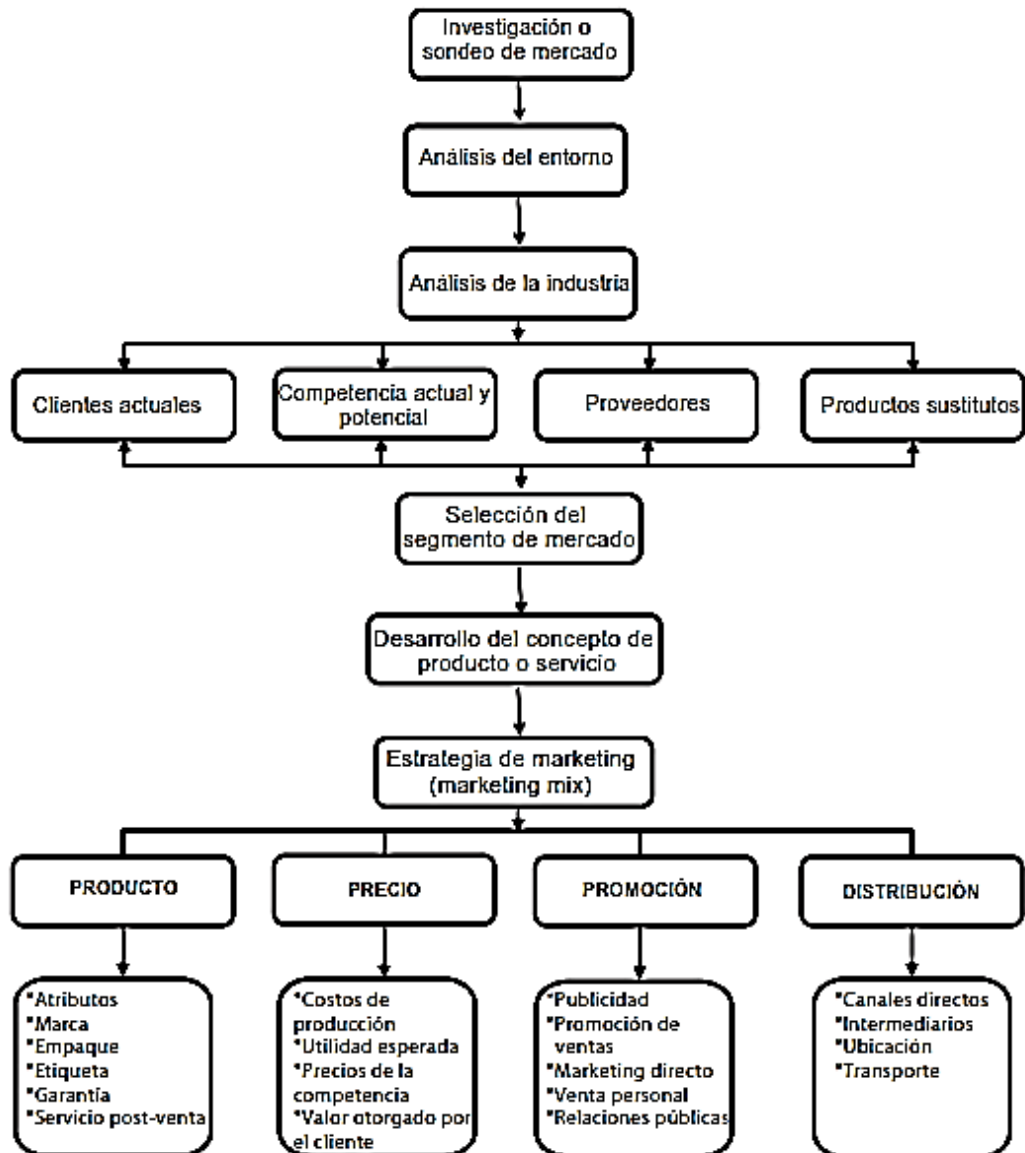 Investigación o
sondeo de mercado
Análisis del entorno
Análisis de la industria
Clientes actuales
Competencia actual y
potencial
Proveedores
Productos sustitutos
Selección del
segmento de mercado
Desarrollo del concepto de
producto o servicio
Estrategia de marketing
(marketing mix)
PRODUCTO
PRECIO
PROMOCIÓN
DISTRIBUCIÓN
*Atributos
*Marca
*Empaque
*Etiqueta
*Garantía
*Servicio post-venta
*Costos de
producción
*Utilidad esperada
*Precios de la
competencia
*Valor otorgado por
el cliente
*Publicidad
*Promoción de
ventas
*Marketing directo
*Venta personal
*Relaciones públicas
*Canales directos
*Intermediarios
*Ubicación
*Transporte